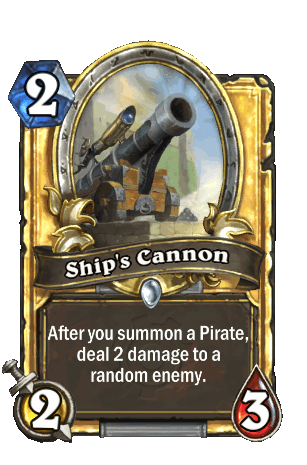 2
Ship's Cannon
After you summon a Pirate,
deal 2 damage to a
random enemy.
2
3